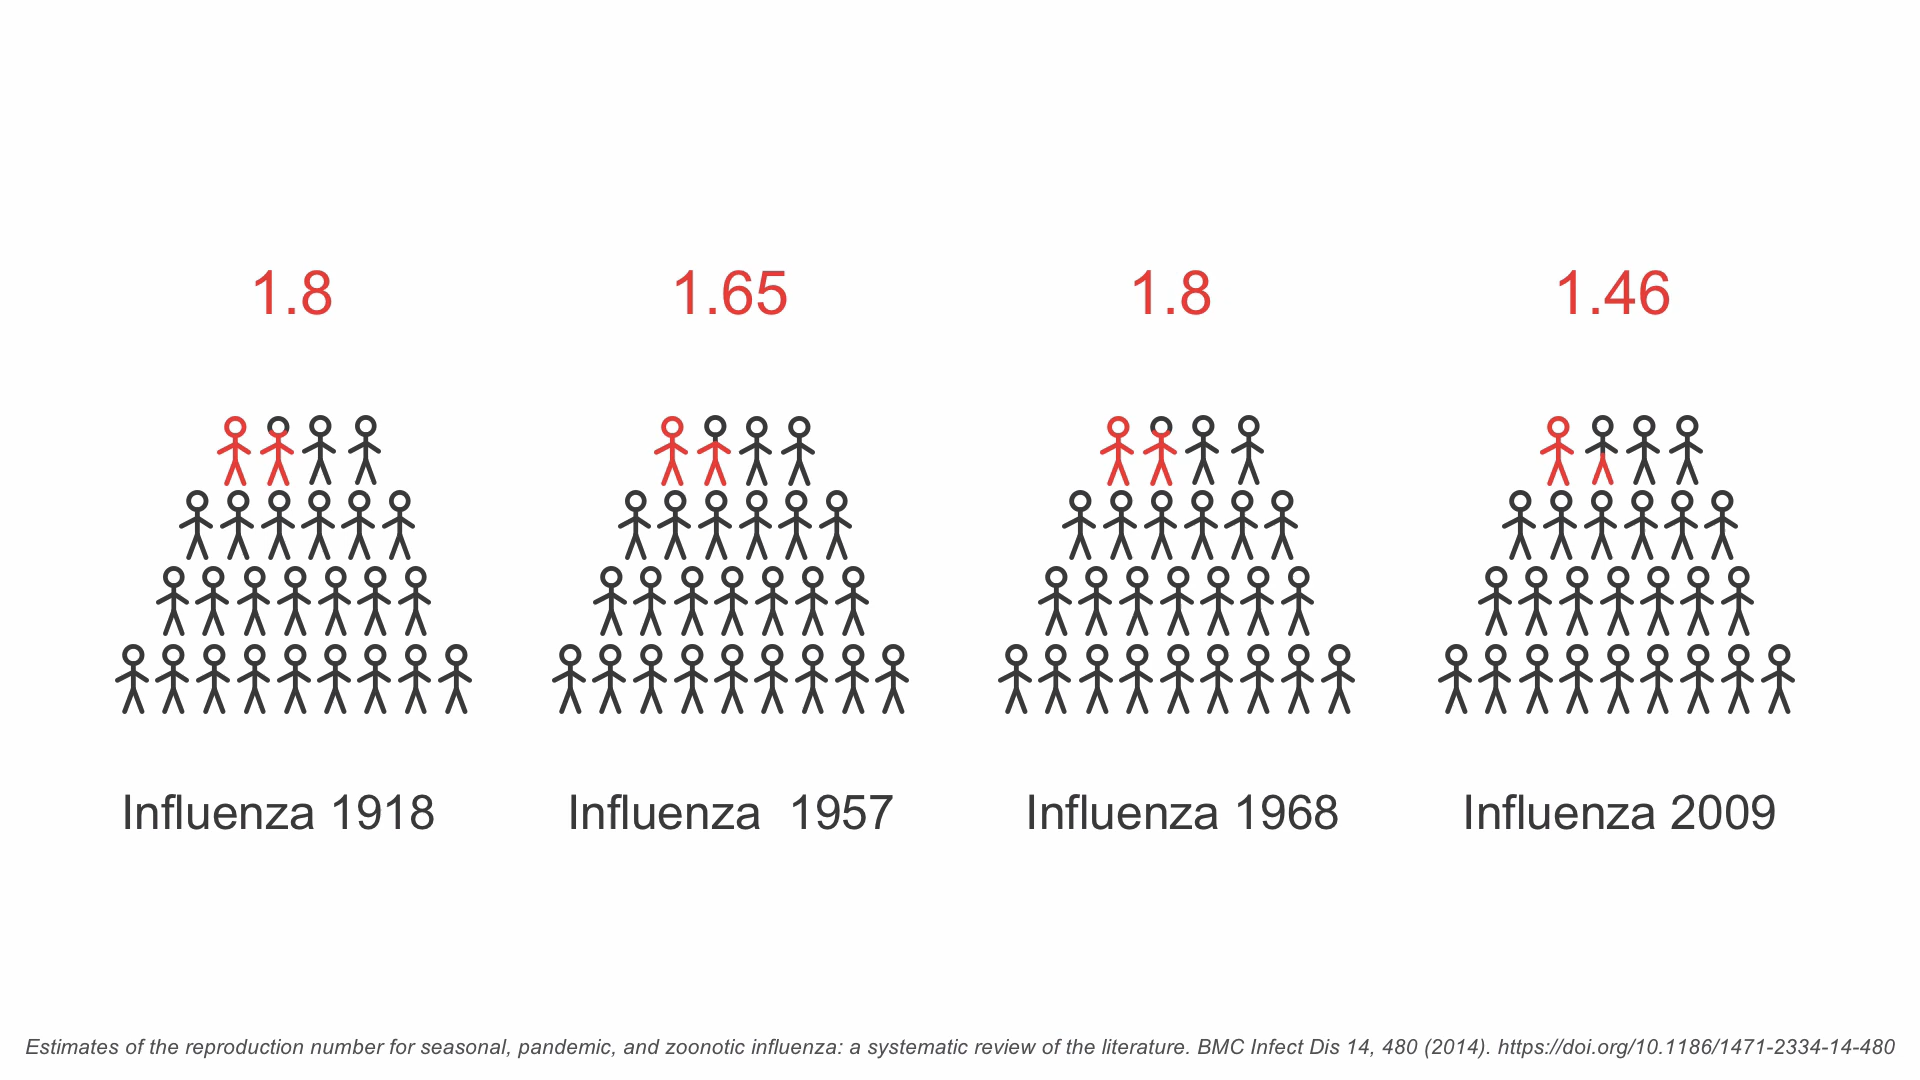 1.8 1.65 1.8 1.46
Influenza 1918 Influenza  1957 Influenza 1968 Influenza 2009
Estimates of the reproduction number for seasonal, pandemic, and zoonotic influenza: a systematic review of the literature. BMC Infect Dis 14, 480 (2014). https://doi.org/10.1186/1471-2334-14-480